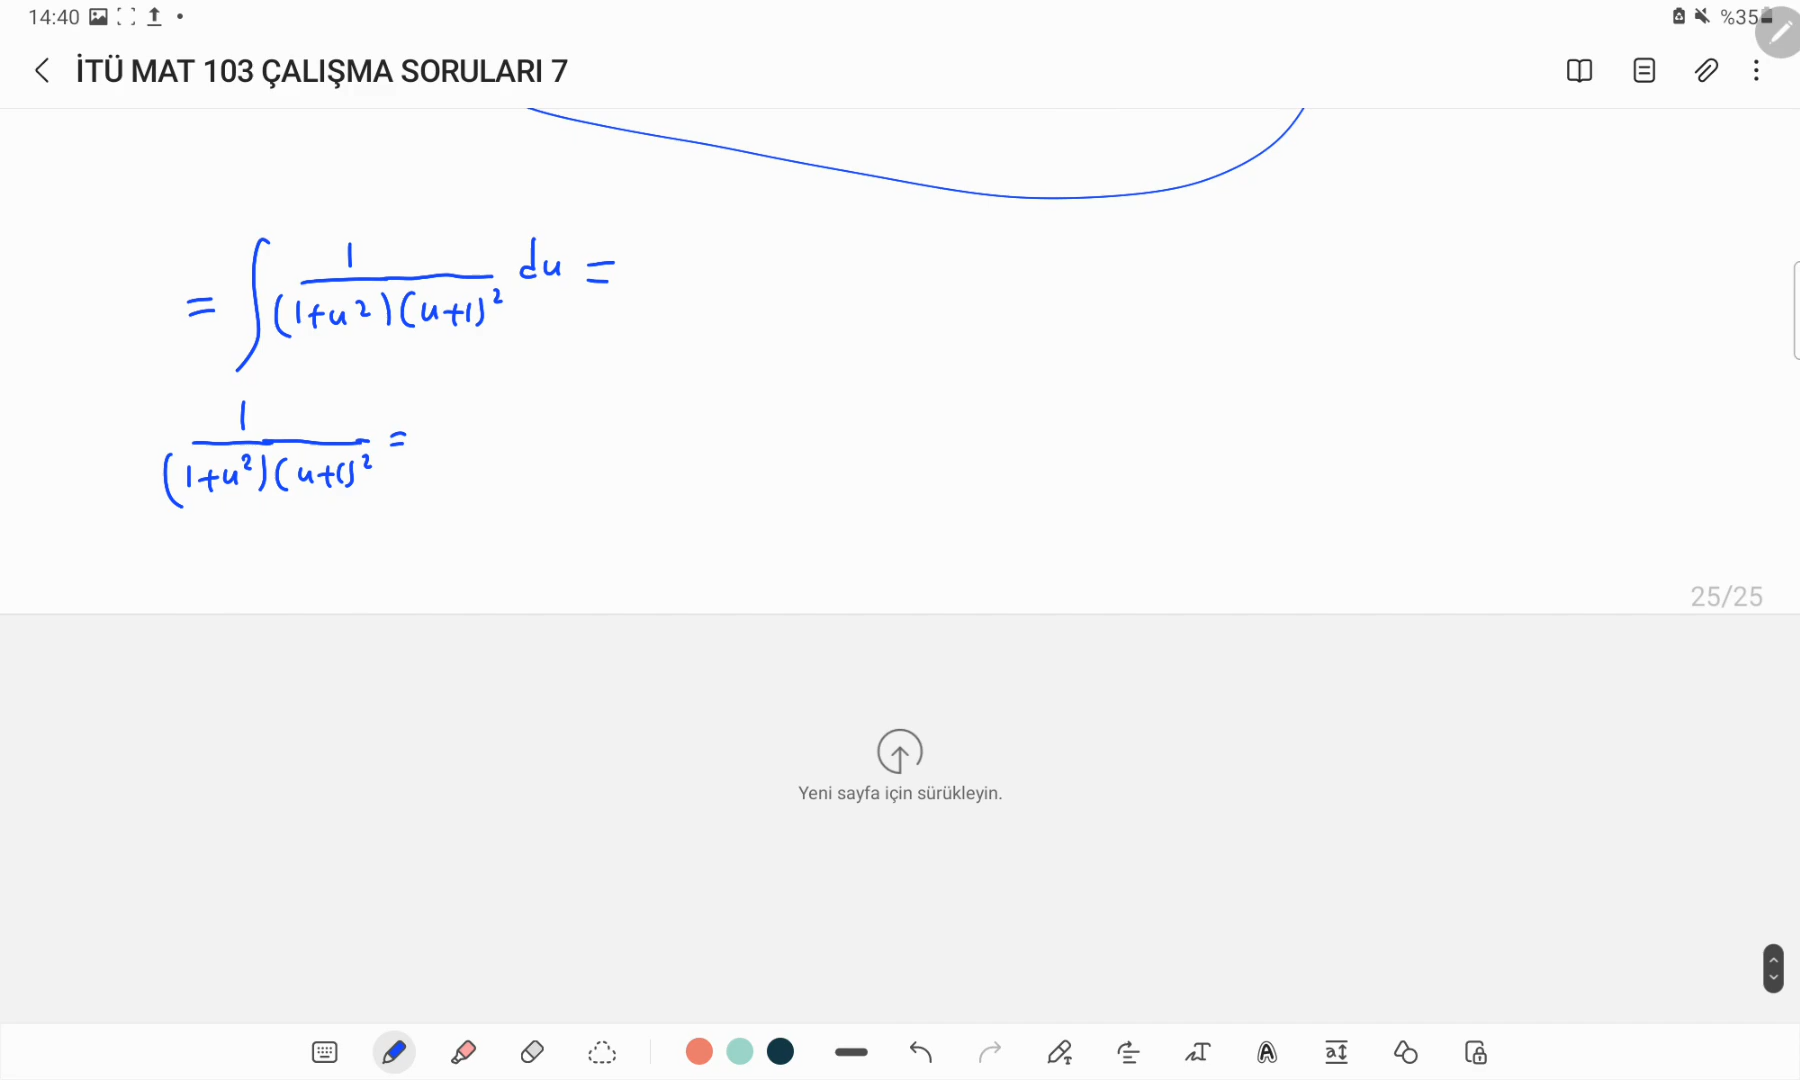 14:40
%35
İTÜ MAT 103 ÇALIŞMA SORULARI 7
= ∫ 1/((1+u²)(u+1)²) du =
1/((1+u²)(u+1)²) =
25/25
Yeni sayfa için sürükleyin.